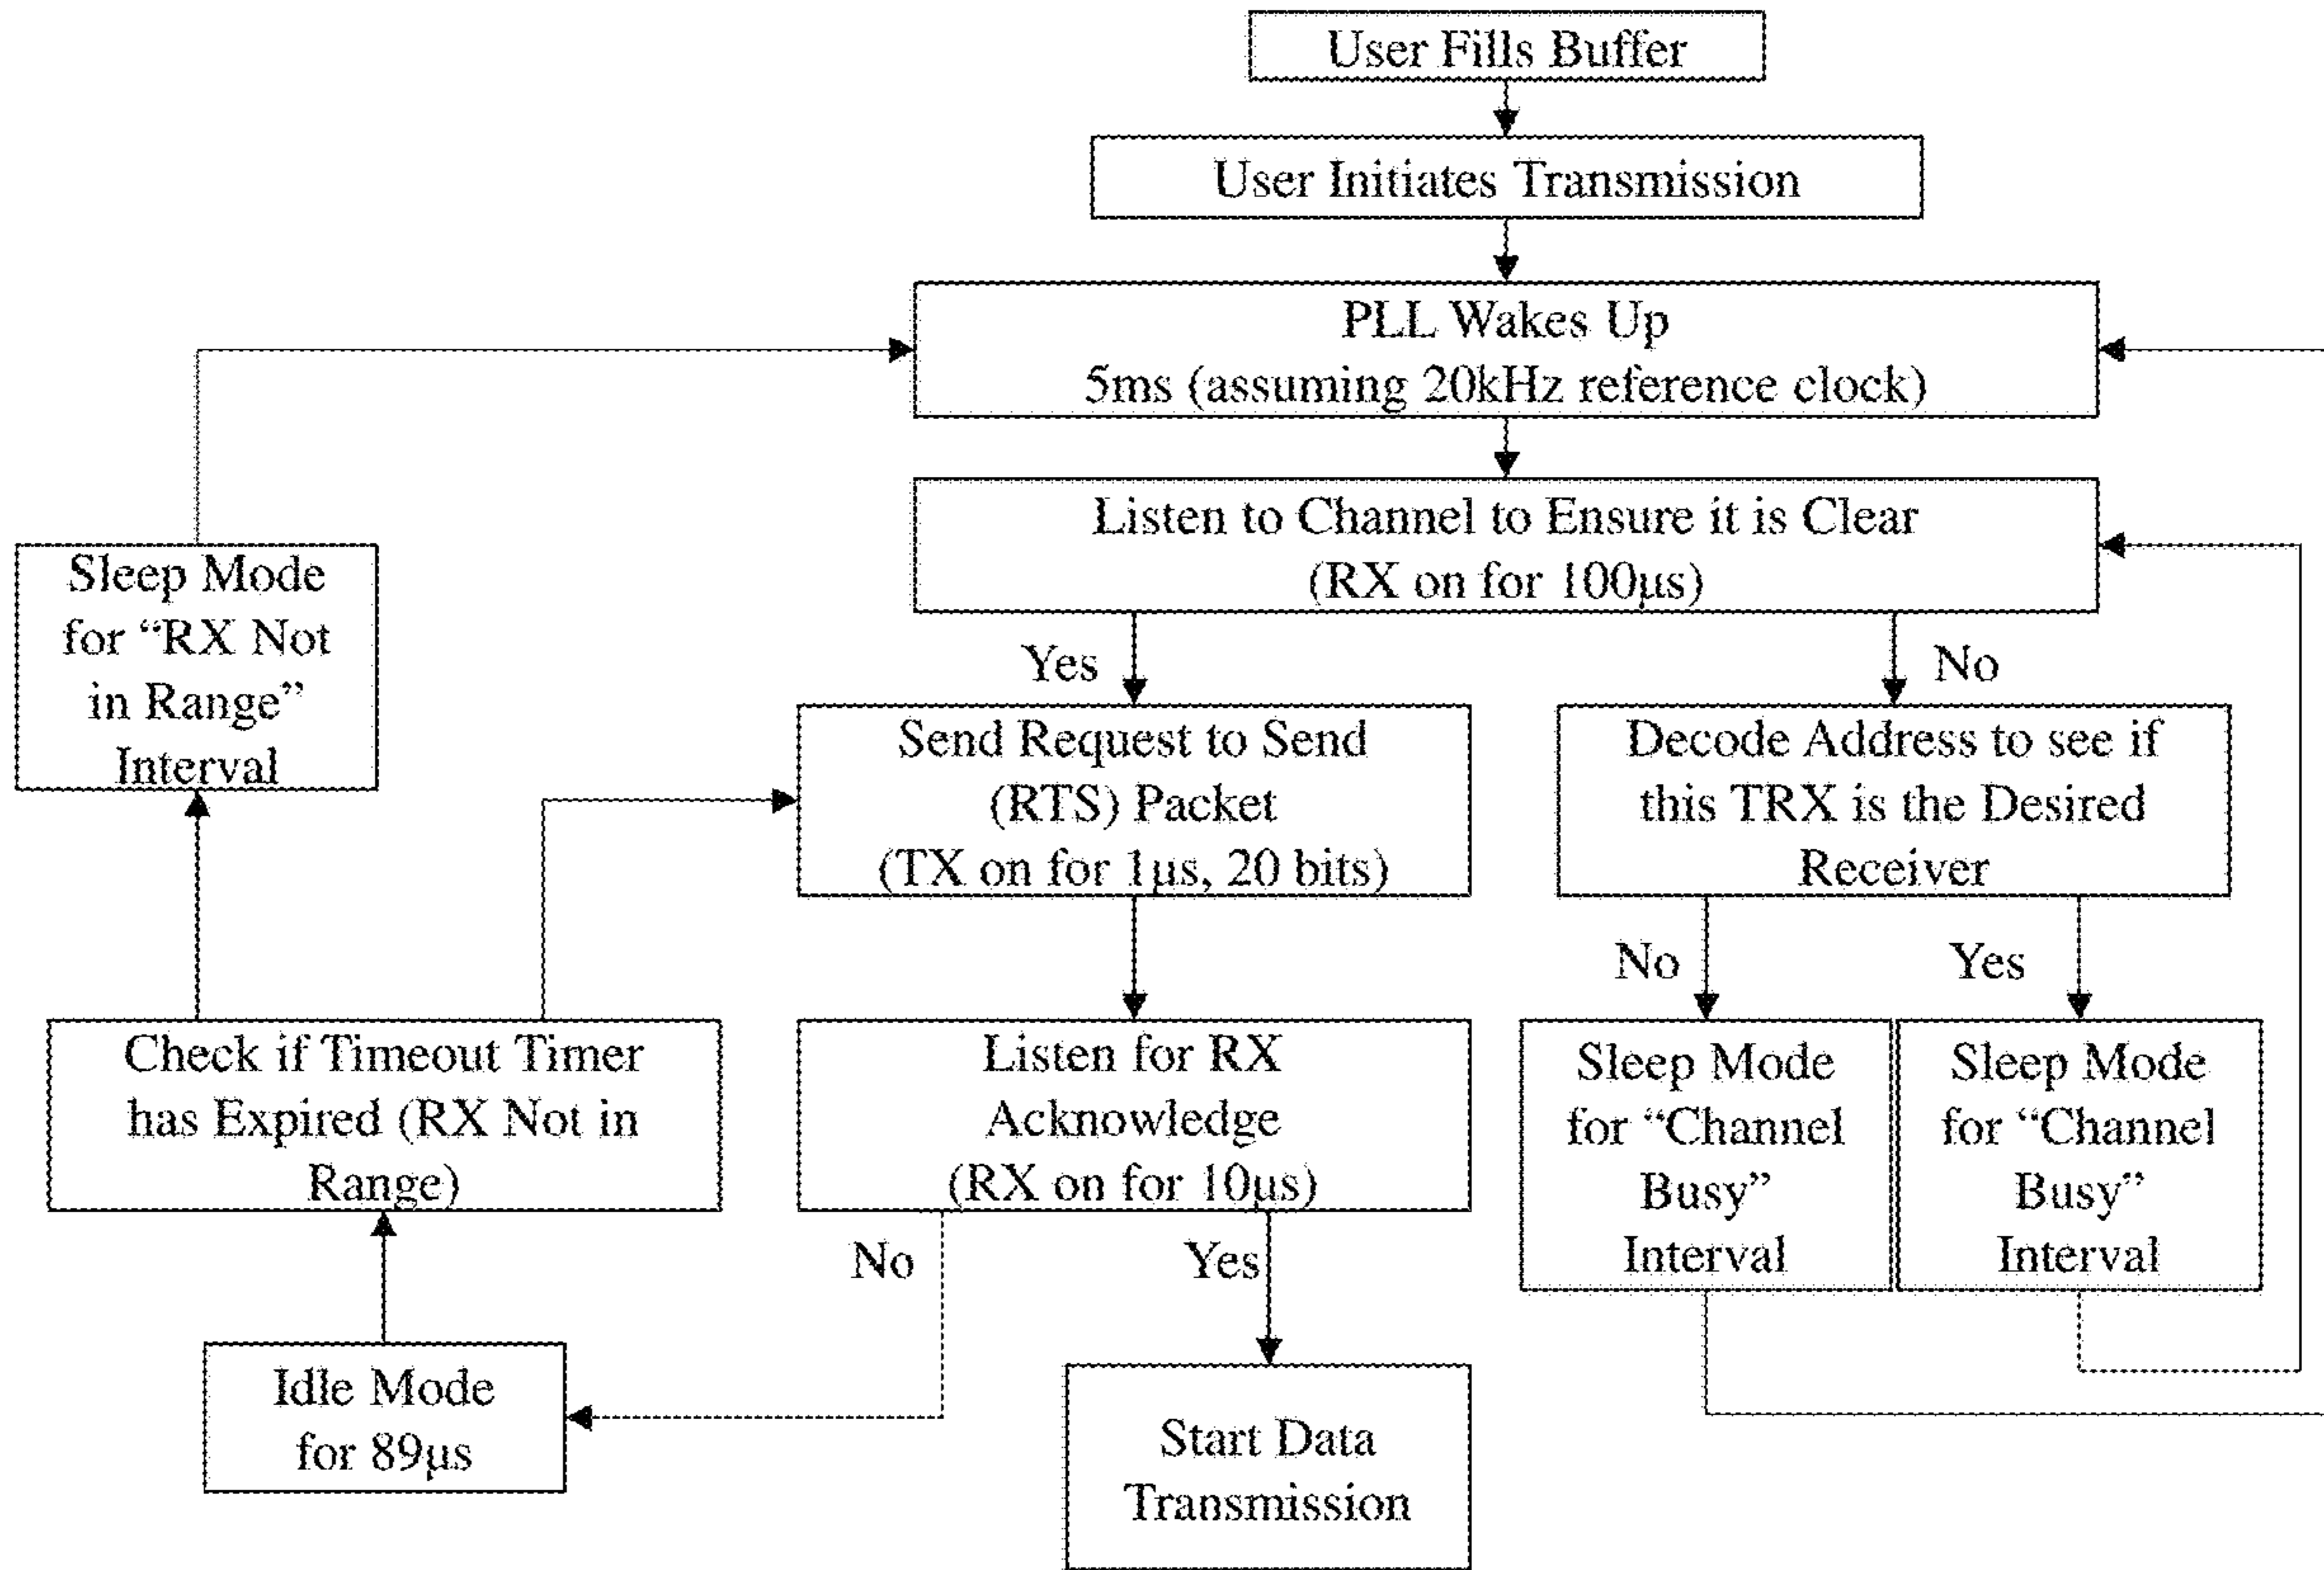 User Fills Buffer
User Initiates Transmission
PLL Wakes Up
5ms (assuming 20kHz reference clock)
Listen to Channel to Ensure it is Clear
(RX on for 100μs)
Sleep Mode
for “RX Not
in Range”
Interval
Yes
No
Send Request to Send
(RTS) Packet
(TX on for 1μs, 20 bits)
Decode Address to see if
this TRX is the Desired
Receiver
No
Yes
Check if Timeout Timer
has Expired (RX Not in
Range)
Listen for RX
Acknowledge
(RX on for 10μs)
Sleep Mode
for “Channel
Busy”
Interval
Sleep Mode
for “Channel
Busy”
Interval
No
Yes
Idle Mode
for 89μs
Start Data
Transmission